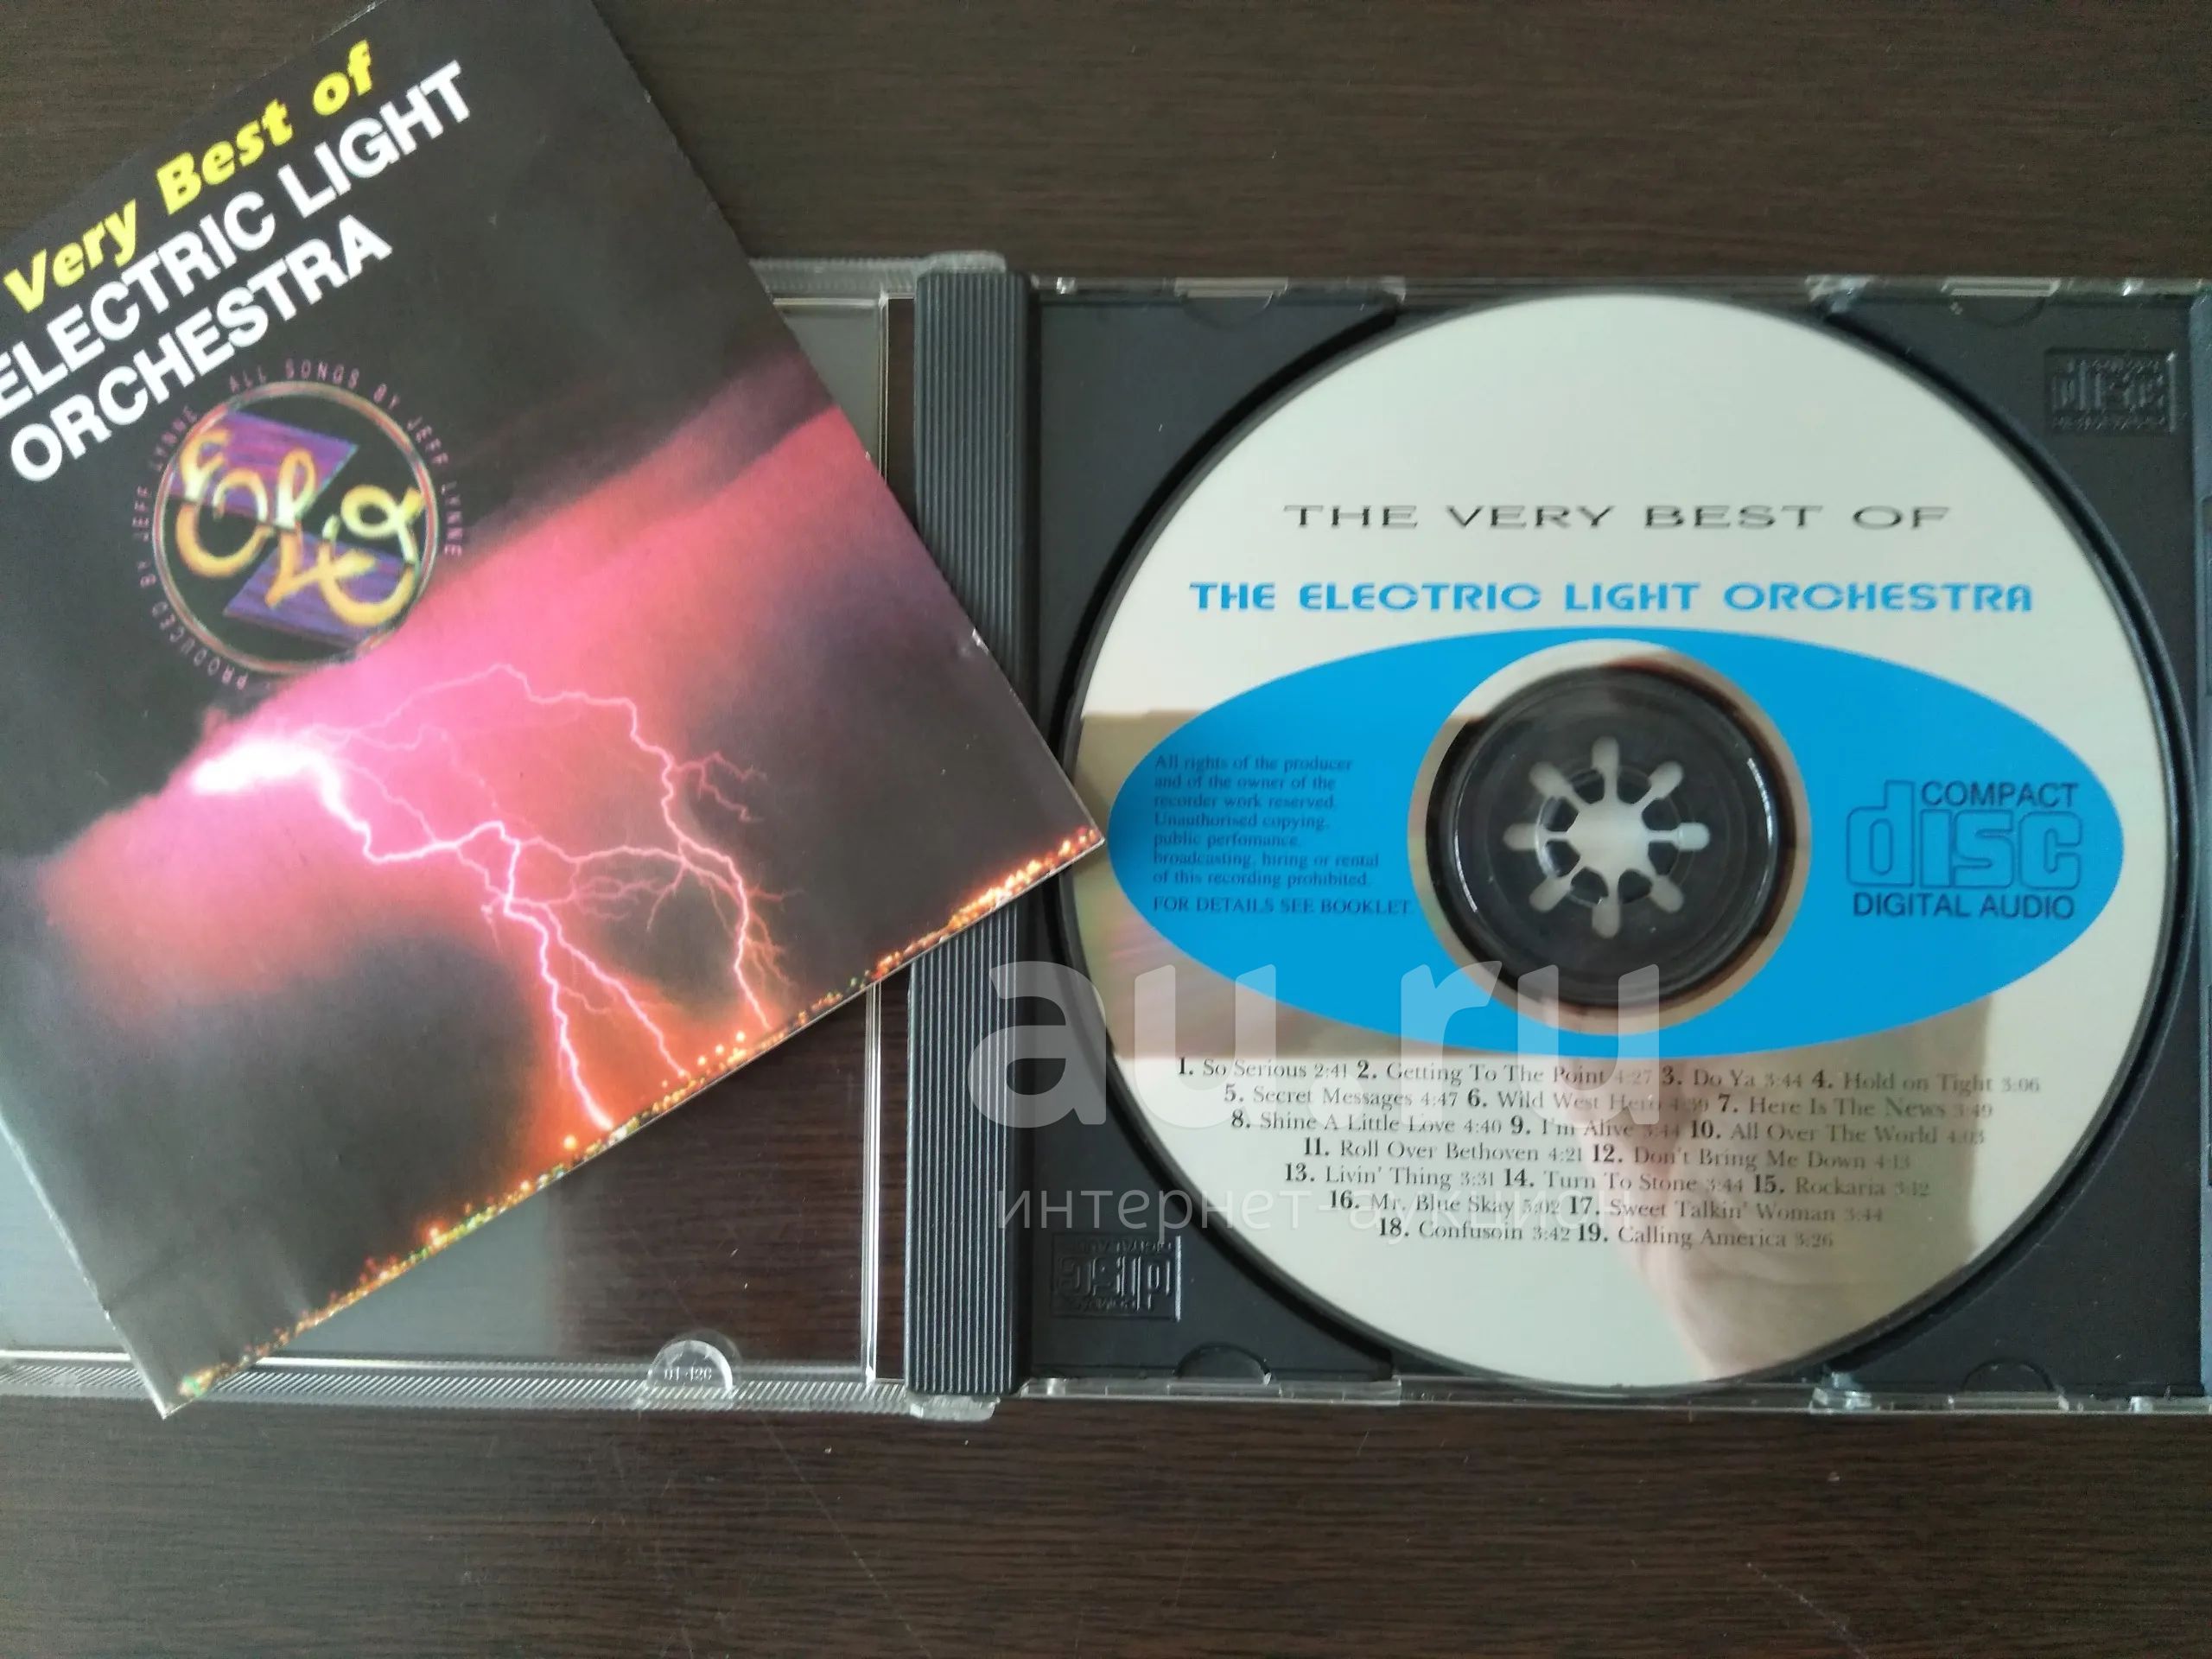 Very Best of
ELECTRIC LIGHT
ORCHESTRA
ALL SONGS BY JEFF LYNNE
PRODUCED BY JEFF LYNNE
THE VERY BEST OF
THE ELECTRIC LIGHT ORCHESTRA
All rights of the producer
and of the owner of the
recorder work reserved.
Unauthorised copying,
public perfomance,
broadcasting, hiring or rental
of this recording prohibited.
FOR DETAILS SEE BOOKLET.
COMPACT
disc
DIGITAL AUDIO
1. So Serious 2:41 2. Getting To The Point 4:27 3. Do Ya 3:44 4. Hold on Tight 3:06
5. Secret Messages 4:47 6. Wild West Hero 4:39 7. Here Is The News 3:49
8. Shine A Little Love 4:40 9. I'm Alive 3:44 10. All Over The World 4:03
11. Roll Over Bethoven 4:21 12. Don't Bring Me Down 4:13
13. Livin' Thing 3:31 14. Turn To Stone 3:44 15. Rockaria 3:12
16. Mr. Blue Skay 5:02 17. Sweet Talkin' Woman 3:44
18. Confusoin 3:42 19. Calling America 3:26
au.ru
интернет-аукцион